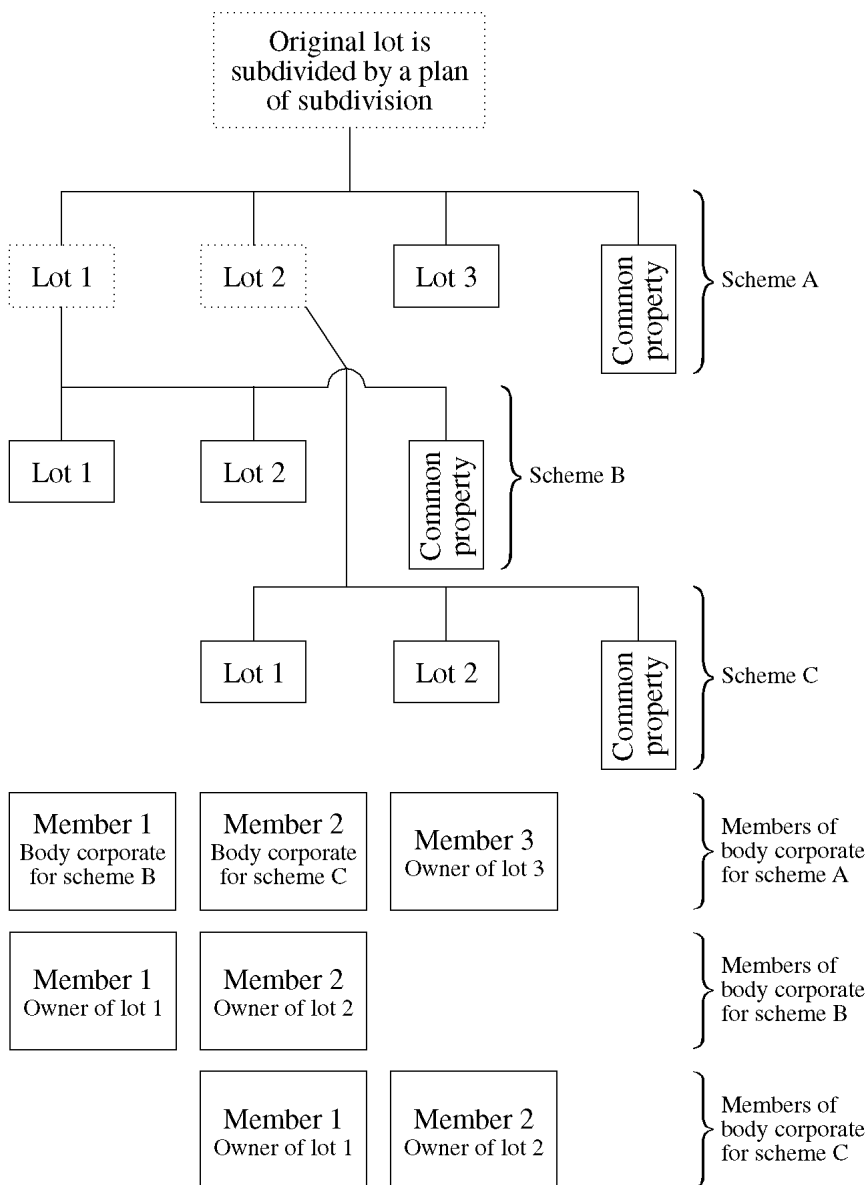 Original lot is
subdivided by a plan
of subdivision
Lot 1
Lot 2
Lot 3
Common
property
Scheme A
Lot 1
Lot 2
Common
property
Scheme B
Lot 1
Lot 2
Common
property
Scheme C
Member 1
Body corporate
for scheme B
Member 2
Body corporate
for scheme C
Member 3
Owner of lot 3
Members of
body corporate
for scheme A
Member 1
Owner of lot 1
Member 2
Owner of lot 2
Members of
body corporate
for scheme B
Member 1
Owner of lot 1
Member 2
Owner of lot 2
Members of
body corporate
for scheme C